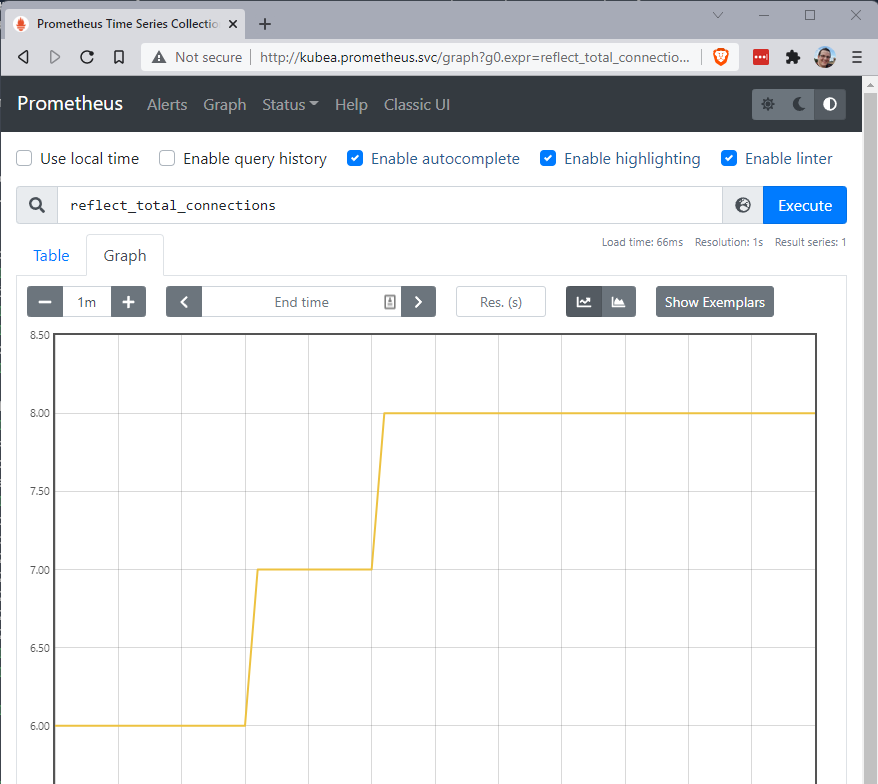 Prometheus Time Series Collectio
Not secure http://kubea.prometheus.svc/graph?g0.expr=reflect_total_connectio...
Prometheus Alerts Graph Status Help Classic UI
Use local time Enable query history Enable autocomplete Enable highlighting Enable linter
reflect_total_connections Execute
Load time: 66ms Resolution: 1s Result series: 1
Table Graph
1m End time Res. (s) Show Exemplars
8.50
8.00
7.50
7.00
6.50
6.00